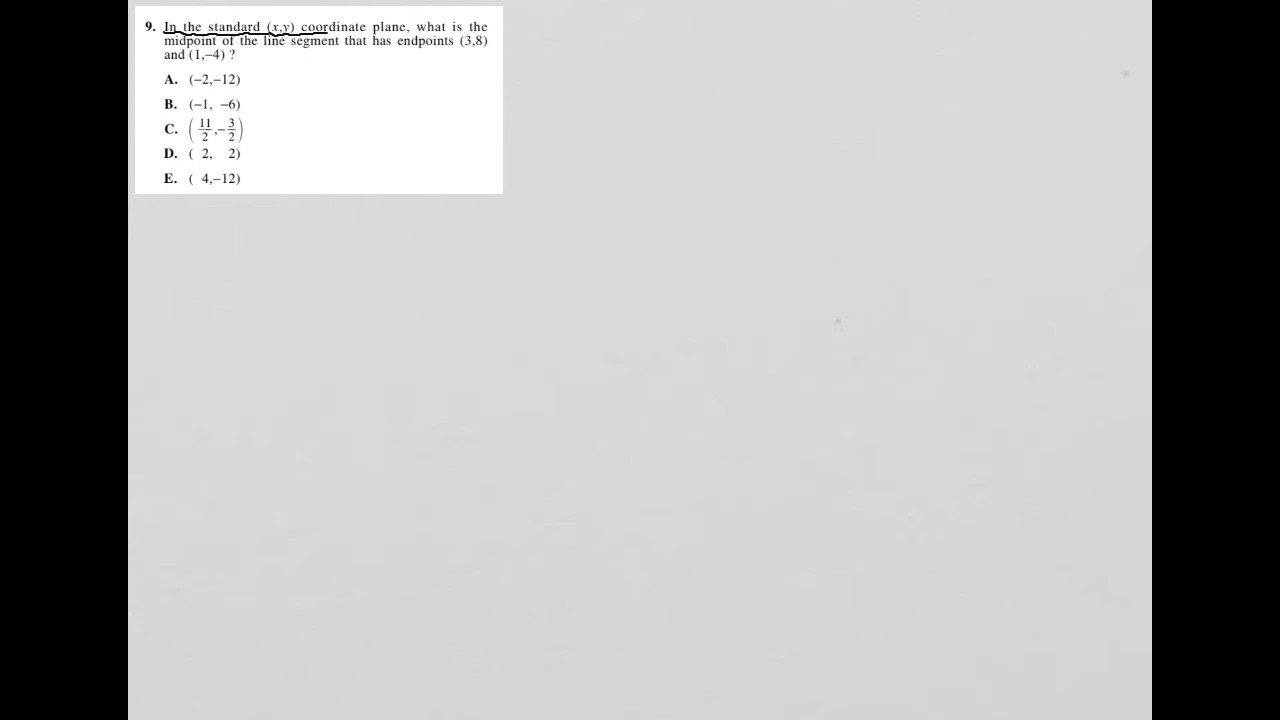 9. In the standard (x,y) coordinate plane, what is the
midpoint of the line segment that has endpoints (3,8)
and (1,−4) ?
A. (−2,−12)
B. (−1, −6)
C. (11/2,−3/2)
D. ( 2, 2)
E. ( 4,−12)